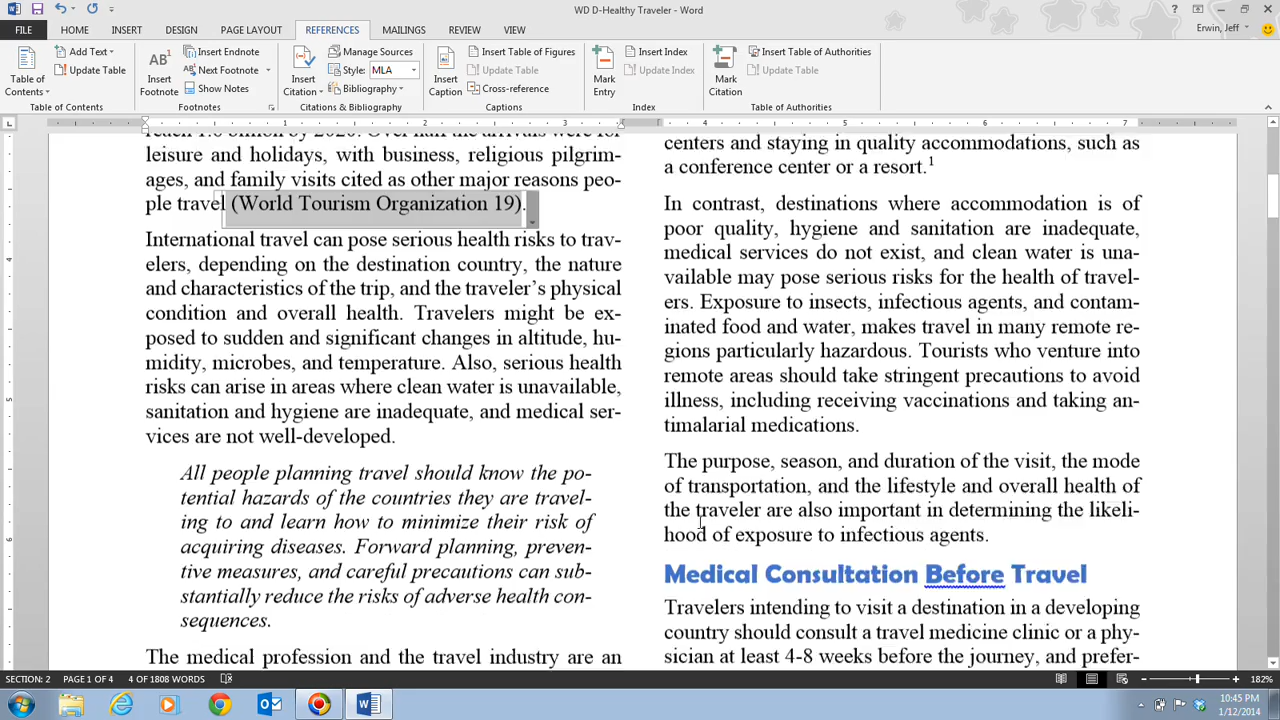 WD D-Healthy Traveler - Word
FILE HOME INSERT DESIGN PAGE LAYOUT REFERENCES MAILINGS REVIEW VIEW
Erwin, Jeff
Table of Contents
Add Text
Update Table
Table of Contents
AB1
Insert Footnote
Insert Endnote
Next Footnote
Show Notes
Footnotes
Insert Citation
Manage Sources
Style: MLA
Bibliography
Citations & Bibliography
Insert Caption
Insert Table of Figures
Update Table
Cross-reference
Captions
Mark Entry
Insert Index
Update Index
Index
Mark Citation
Insert Table of Authorities
Update Table
Table of Authorities
1 2 3 4 5 6 7
leisure and holidays, with business, religious pilgrim-
ages, and family visits cited as other major reasons peo-
ple travel (World Tourism Organization 19).
International travel can pose serious health risks to trav-
elers, depending on the destination country, the nature
and characteristics of the trip, and the traveler’s physical
condition and overall health. Travelers might be ex-
posed to sudden and significant changes in altitude, hu-
midity, microbes, and temperature. Also, serious health
risks can arise in areas where clean water is unavailable,
sanitation and hygiene are inadequate, and medical ser-
vices are not well-developed.
All people planning travel should know the po-
tential hazards of the countries they are travel-
ing to and learn how to minimize their risk of
acquiring diseases. Forward planning, preven-
tive measures, and careful precautions can sub-
stantially reduce the risks of adverse health con-
sequences.
The medical profession and the travel industry are an
centers and staying in quality accommodations, such as
a conference center or a resort.1
In contrast, destinations where accommodation is of
poor quality, hygiene and sanitation are inadequate,
medical services do not exist, and clean water is una-
vailable may pose serious risks for the health of travel-
ers. Exposure to insects, infectious agents, and contam-
inated food and water, makes travel in many remote re-
gions particularly hazardous. Tourists who venture into
remote areas should take stringent precautions to avoid
illness, including receiving vaccinations and taking an-
timalarial medications.
The purpose, season, and duration of the visit, the mode
of transportation, and the lifestyle and overall health of
the traveler are also important in determining the likeli-
hood of exposure to infectious agents.
Medical Consultation Before Travel
Travelers intending to visit a destination in a developing
country should consult a travel medicine clinic or a phy-
sician at least 4-8 weeks before the journey, and prefer-
SECTION: 2 PAGE 1 OF 4 4 OF 1808 WORDS
182%
10:45 PM
1/12/2014